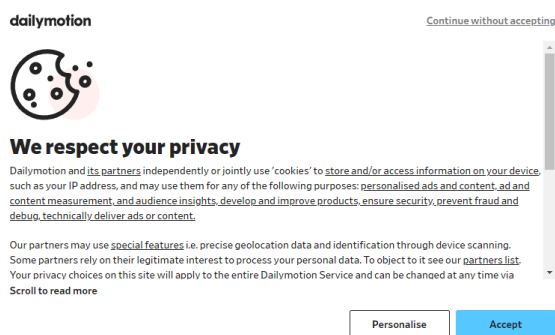 dailymotion
Continue without accepting
We respect your privacy
Dailymotion and its partners independently or jointly use 'cookies' to store and/or access information on your device,
such as your IP address, and may use them for any of the following purposes: personalised ads and content, ad and
content measurement, and audience insights, develop and improve products, ensure security, prevent fraud and
debug, technically deliver ads or content.
Our partners may use special features i.e. precise geolocation data and identification through device scanning.
Some partners rely on their legitimate interest to process your personal data. To object to it see our partners list.
Your privacy choices on this site will apply to the entire Dailymotion Service and can be changed at any time via
Scroll to read more
Personalise
Accept